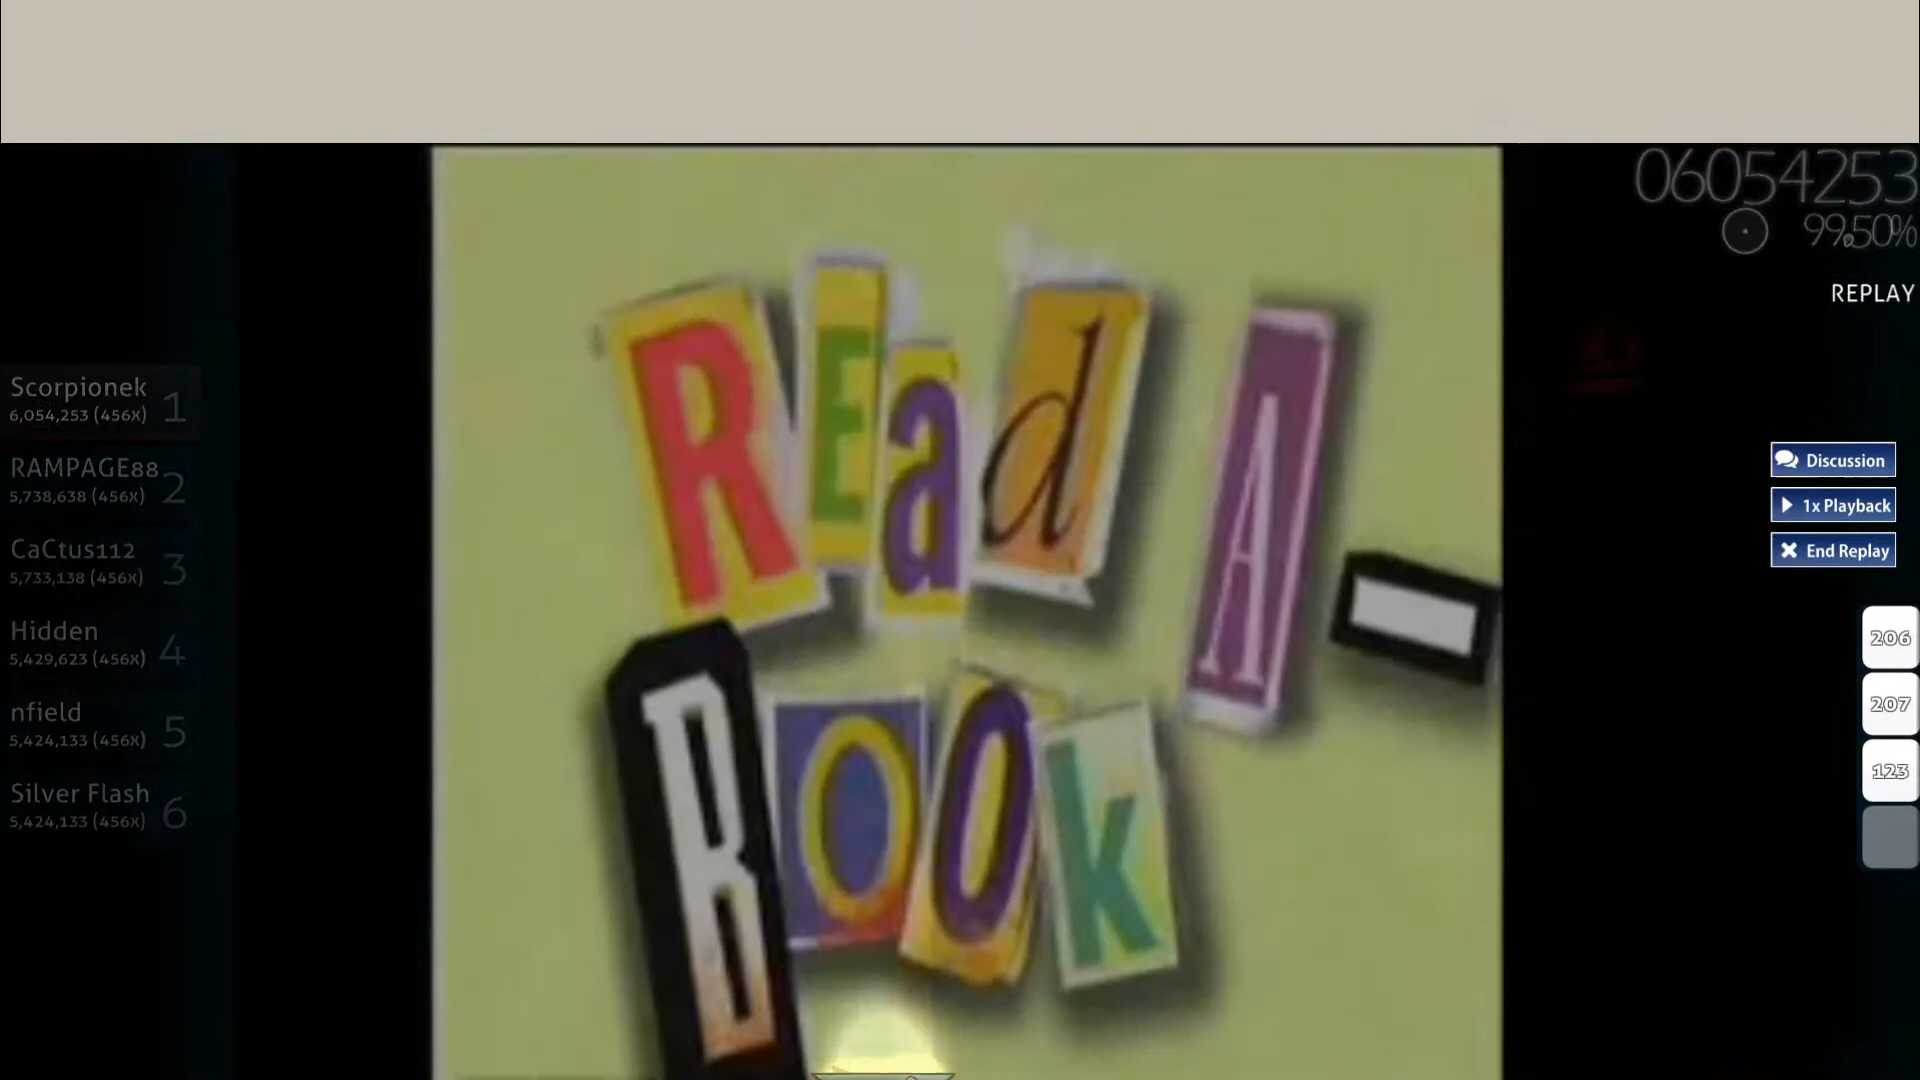 06054253
99.50%
REPLAY
Scorpionek
6,054,253 (456x) 1
RAMPAGE88
5,738,638 (456x) 2
CaCtus112
5,733,138 (456x) 3
Hidden
5,429,623 (456x) 4
nfield
5,424,133 (456x) 5
Silver Flash
5,424,133 (456x) 6
REad A-
BOOk
Discussion
1x Playback
End Replay
206
207
123